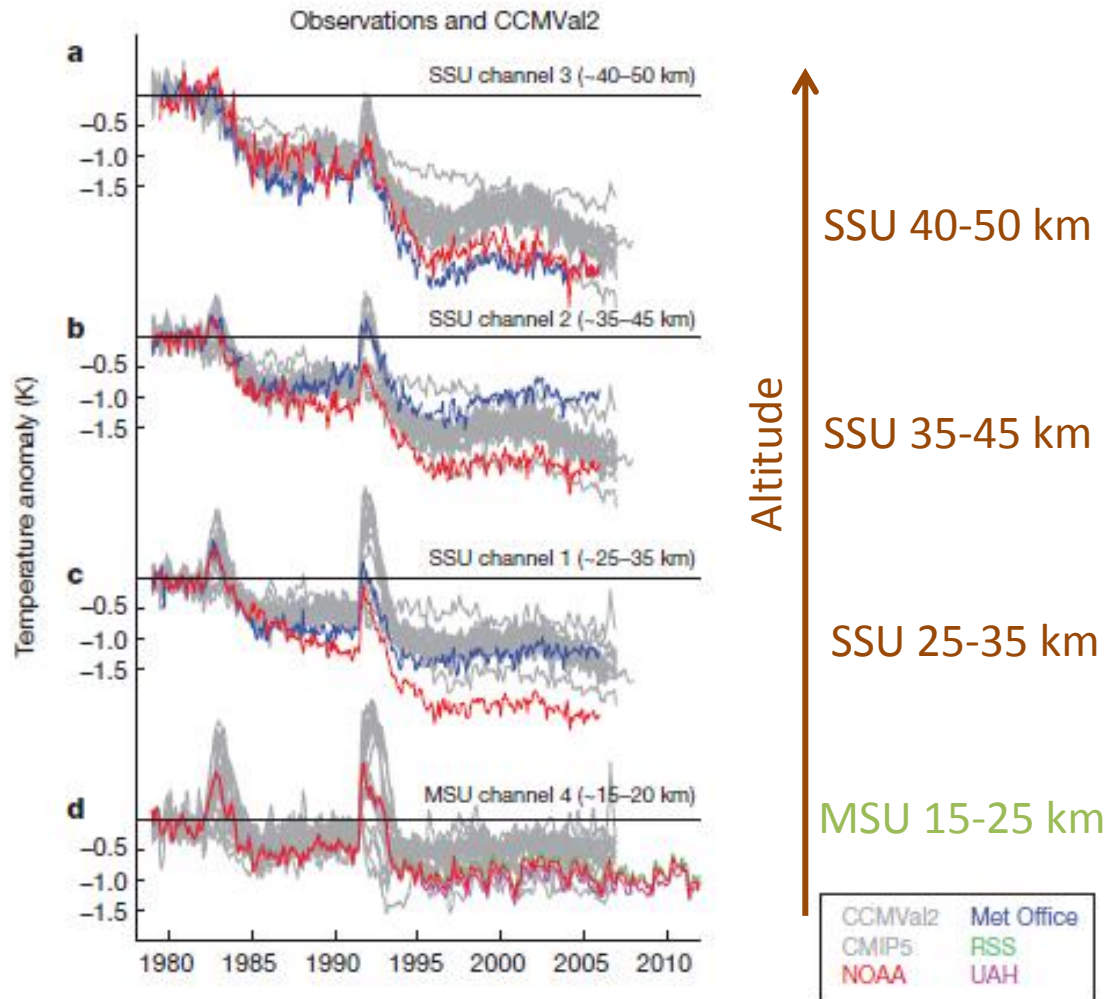 Observations and CCMVal2
a
SSU channel 3 (~40–50 km)
–0.5
–1.0
–1.5
b
SSU channel 2 (~35–45 km)
–0.5
–1.0
–1.5
c
SSU channel 1 (~25–35 km)
–0.5
–1.0
–1.5
d
MSU channel 4 (~15–20 km)
–0.5
–1.0
–1.5
1980 1985 1990 1995 2000 2005 2010
Temperature anomaly (K)
Altitude
SSU 40-50 km
SSU 35-45 km
SSU 25-35 km
MSU 15-25 km
CCMVal2 Met Office
CMIP5 RSS
NOAA UAH